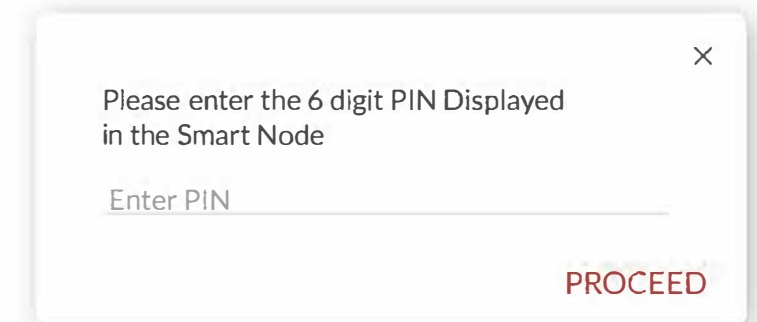 Please enter the 6 digit PIN Displayed
in the Smart Node
Enter PIN
PROCEED